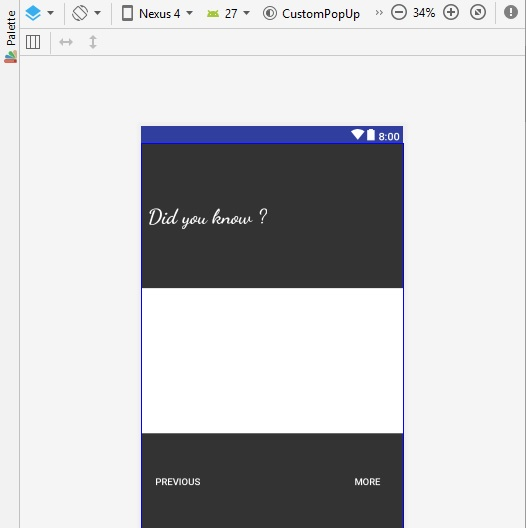 Palette
Nexus 4 27 CustomPopUp >> 34%
8:00
Did you know ?
PREVIOUS MORE